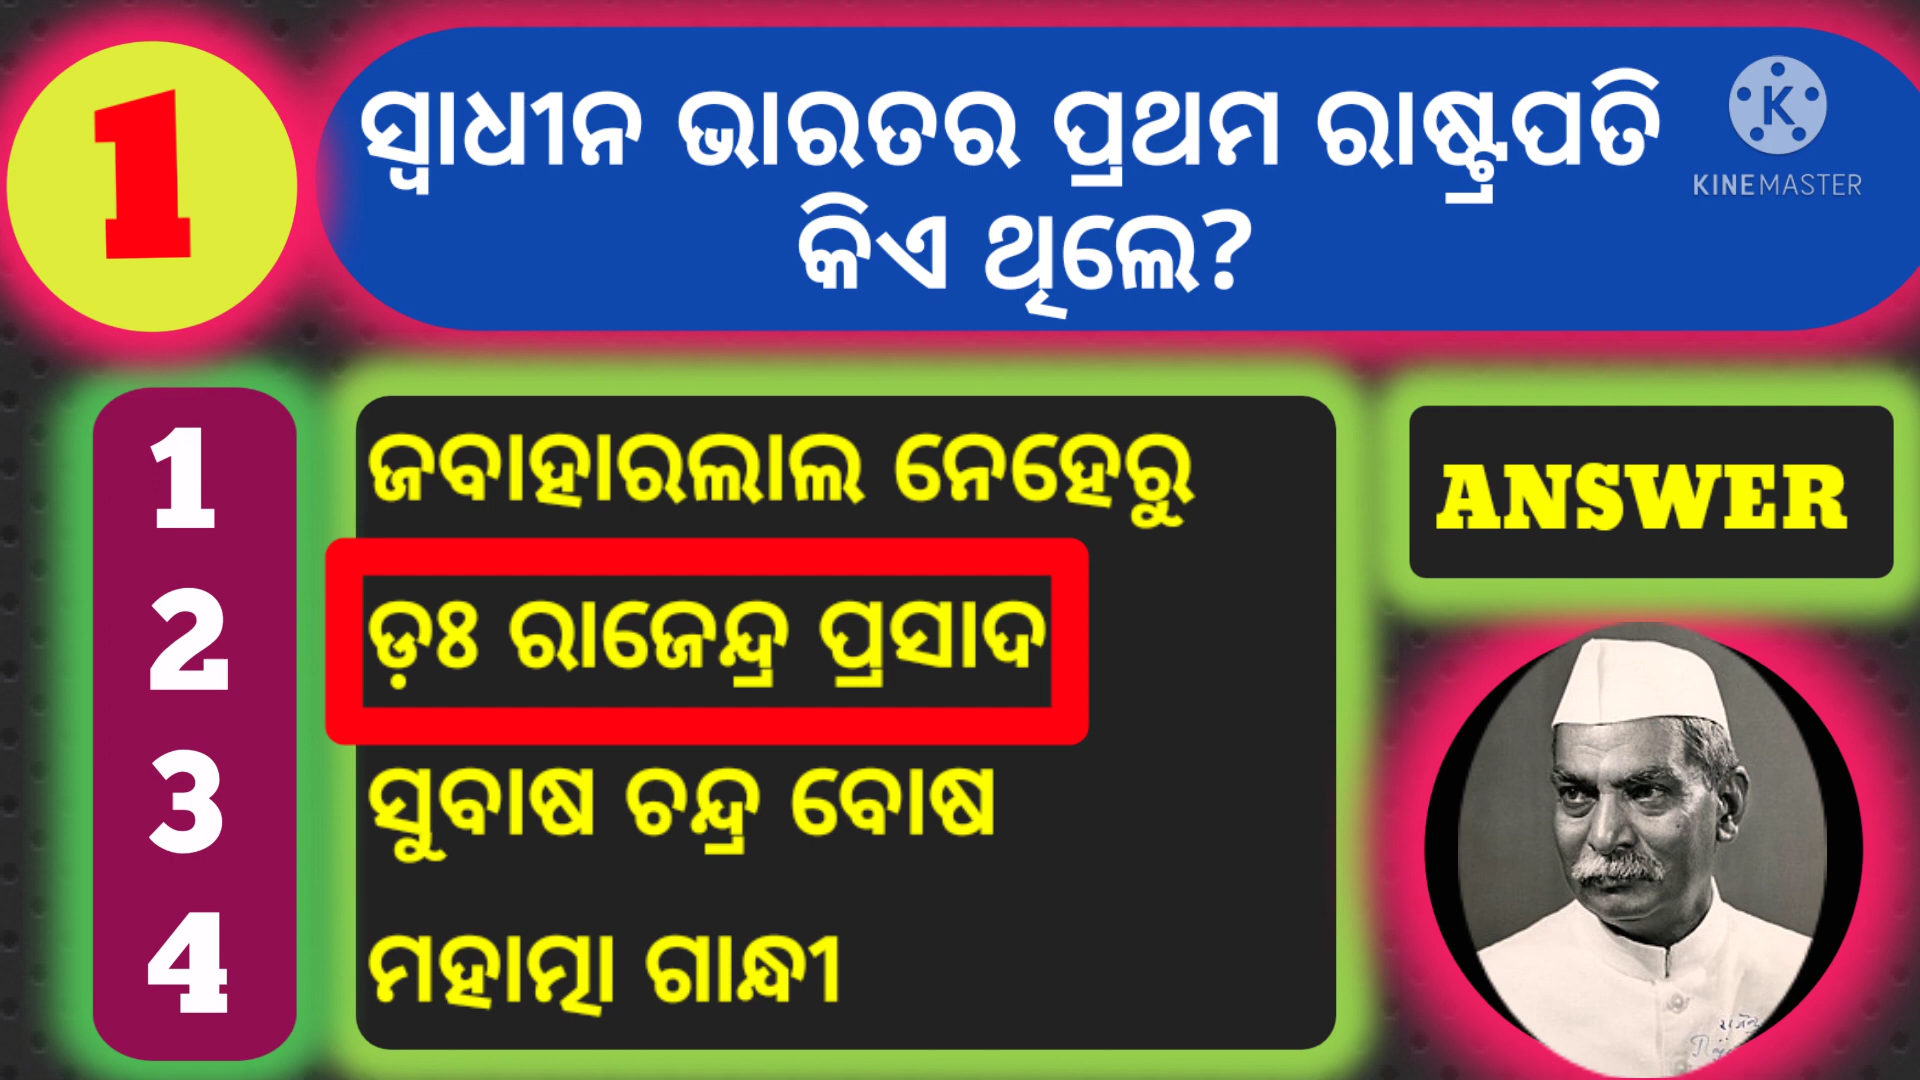 1
ସ୍ୱାଧୀନ ଭାରତର ପ୍ରଥମ ରାଷ୍ଟ୍ରପତି
କିଏ ଥିଲେ?
K
KINEMASTER
1 ଜବାହାରଲାଲ ନେହେରୁ
ANSWER
2 ଡ଼ଃ ରାଜେନ୍ଦ୍ର ପ୍ରସାଦ
3 ସୁବାଷ ଚନ୍ଦ୍ର ବୋଷ
4 ମହାତ୍ମା ଗାନ୍ଧୀ